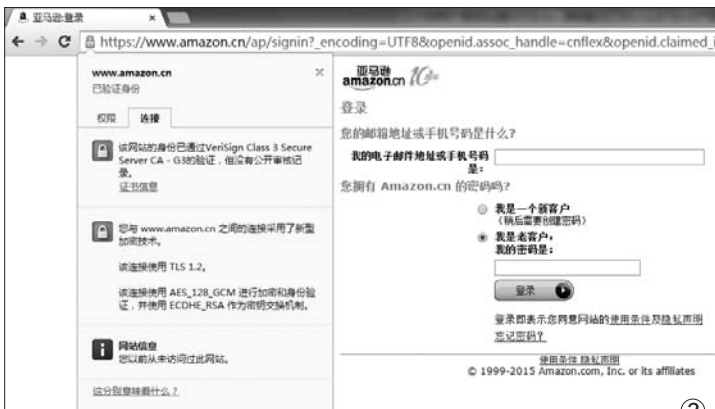 亚马逊登录
https://www.amazon.cn/ap/signin?_encoding=UTF8&openid.assoc_handle=cnflex&openid.claimed_i
www.amazon.cn
已验证身份
权限 连接
该网站的身份已通过VeriSign Class 3 Secure
Server CA - G3的验证，但没有公开审核记
录。
证书信息
您与 www.amazon.cn 之间的连接采用了新型
加密技术。
该连接使用 TLS 1.2。
该连接使用 AES_128_GCM 进行加密和身份验
证，并使用 ECDHE_RSA 作为密钥交换机制。
网站信息
您以前从未访问过此网站。
这分别意味着什么？
亚马逊
amazon.cn
登录
您的邮箱地址或手机号码是什么?
我的电子邮件地址或手机号码
是:
您拥有 Amazon.cn 的密码吗?
我是一个新客户
（稍后需要创建密码）
我是老客户，
我的密码是:
登录
登录即表示您同意网站的使用条件及隐私声明
忘记密码?
使用条件 隐私声明
© 1999-2015 Amazon.com, Inc. or its affiliates